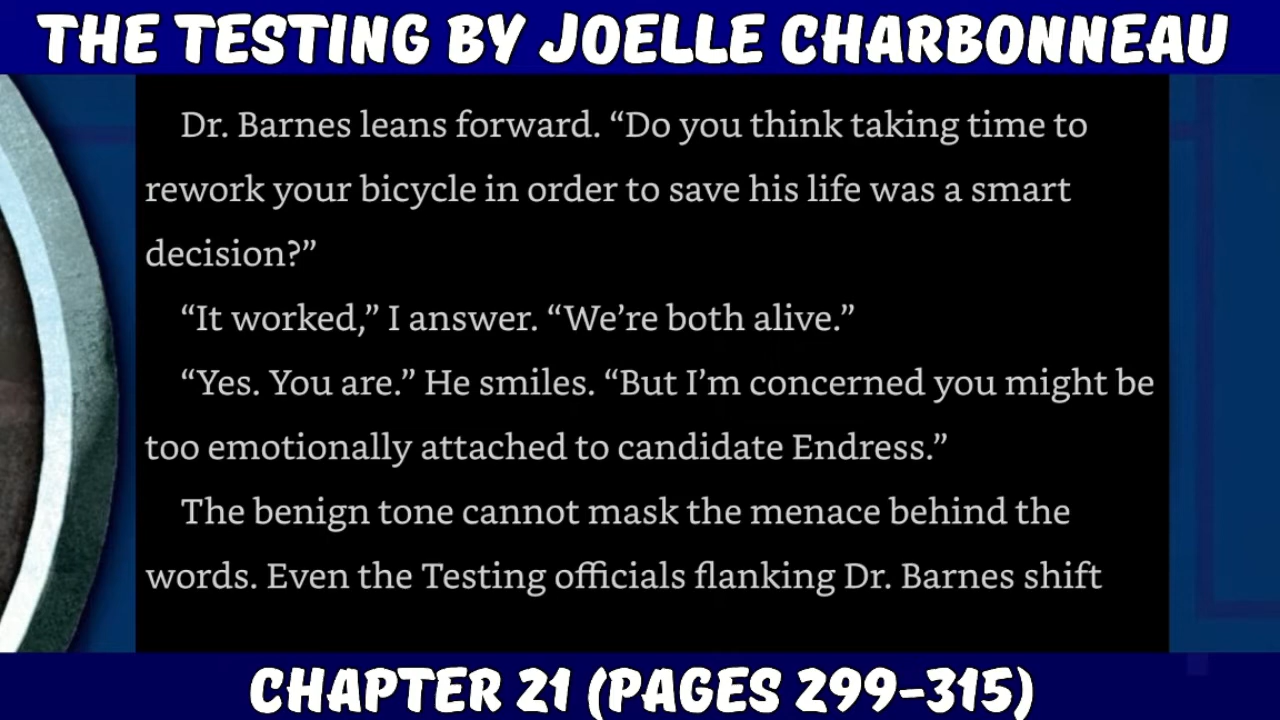 THE TESTING BY JOELLE CHARBONNEAU
Dr. Barnes leans forward. “Do you think taking time to
rework your bicycle in order to save his life was a smart
decision?”
“It worked,” I answer. “We’re both alive.”
“Yes. You are.” He smiles. “But I’m concerned you might be
too emotionally attached to candidate Endress.”
The benign tone cannot mask the menace behind the
words. Even the Testing officials flanking Dr. Barnes shift
CHAPTER 21 (PAGES 299-315)